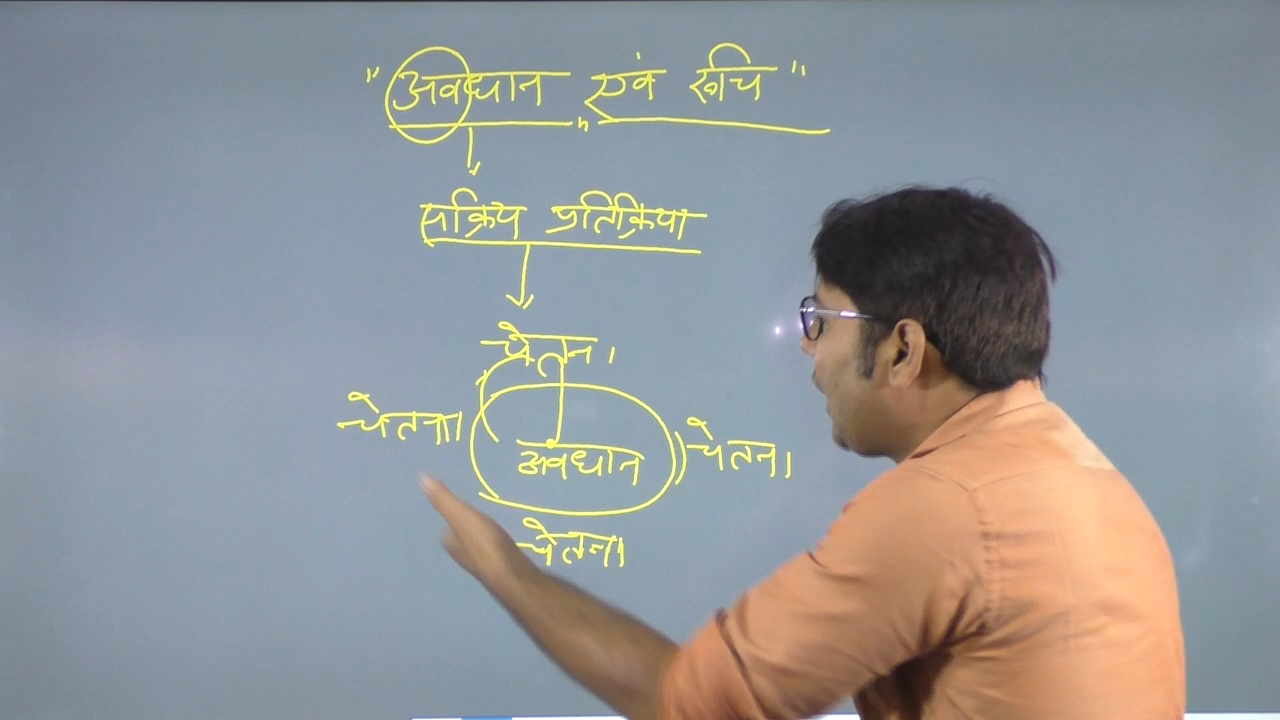 " अवधान एवं रूचि "
सक्रिय प्रतिक्रिया
चेतना
चेतना
अवधान
चेतना
चेतना